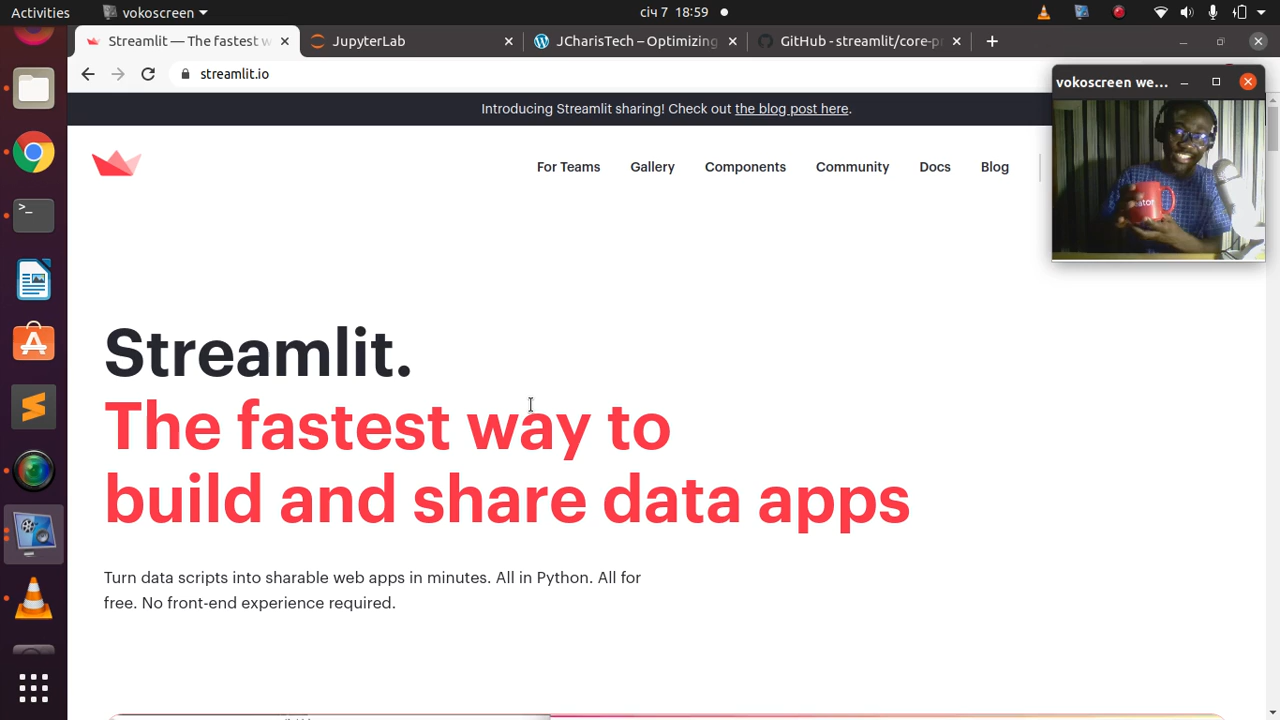 Activities
vokoscreen
січ 7 18:59
Streamlit — The fastest w
JupyterLab
JCharisTech – Optimizing
GitHub - streamlit/core-pr
streamlit.io
vokoscreen we...
Introducing Streamlit sharing! Check out the blog post here.
For Teams
Gallery
Components
Community
Docs
Blog
Streamlit.
The fastest way to
build and share data apps
Turn data scripts into sharable web apps in minutes. All in Python. All for
free. No front-end experience required.